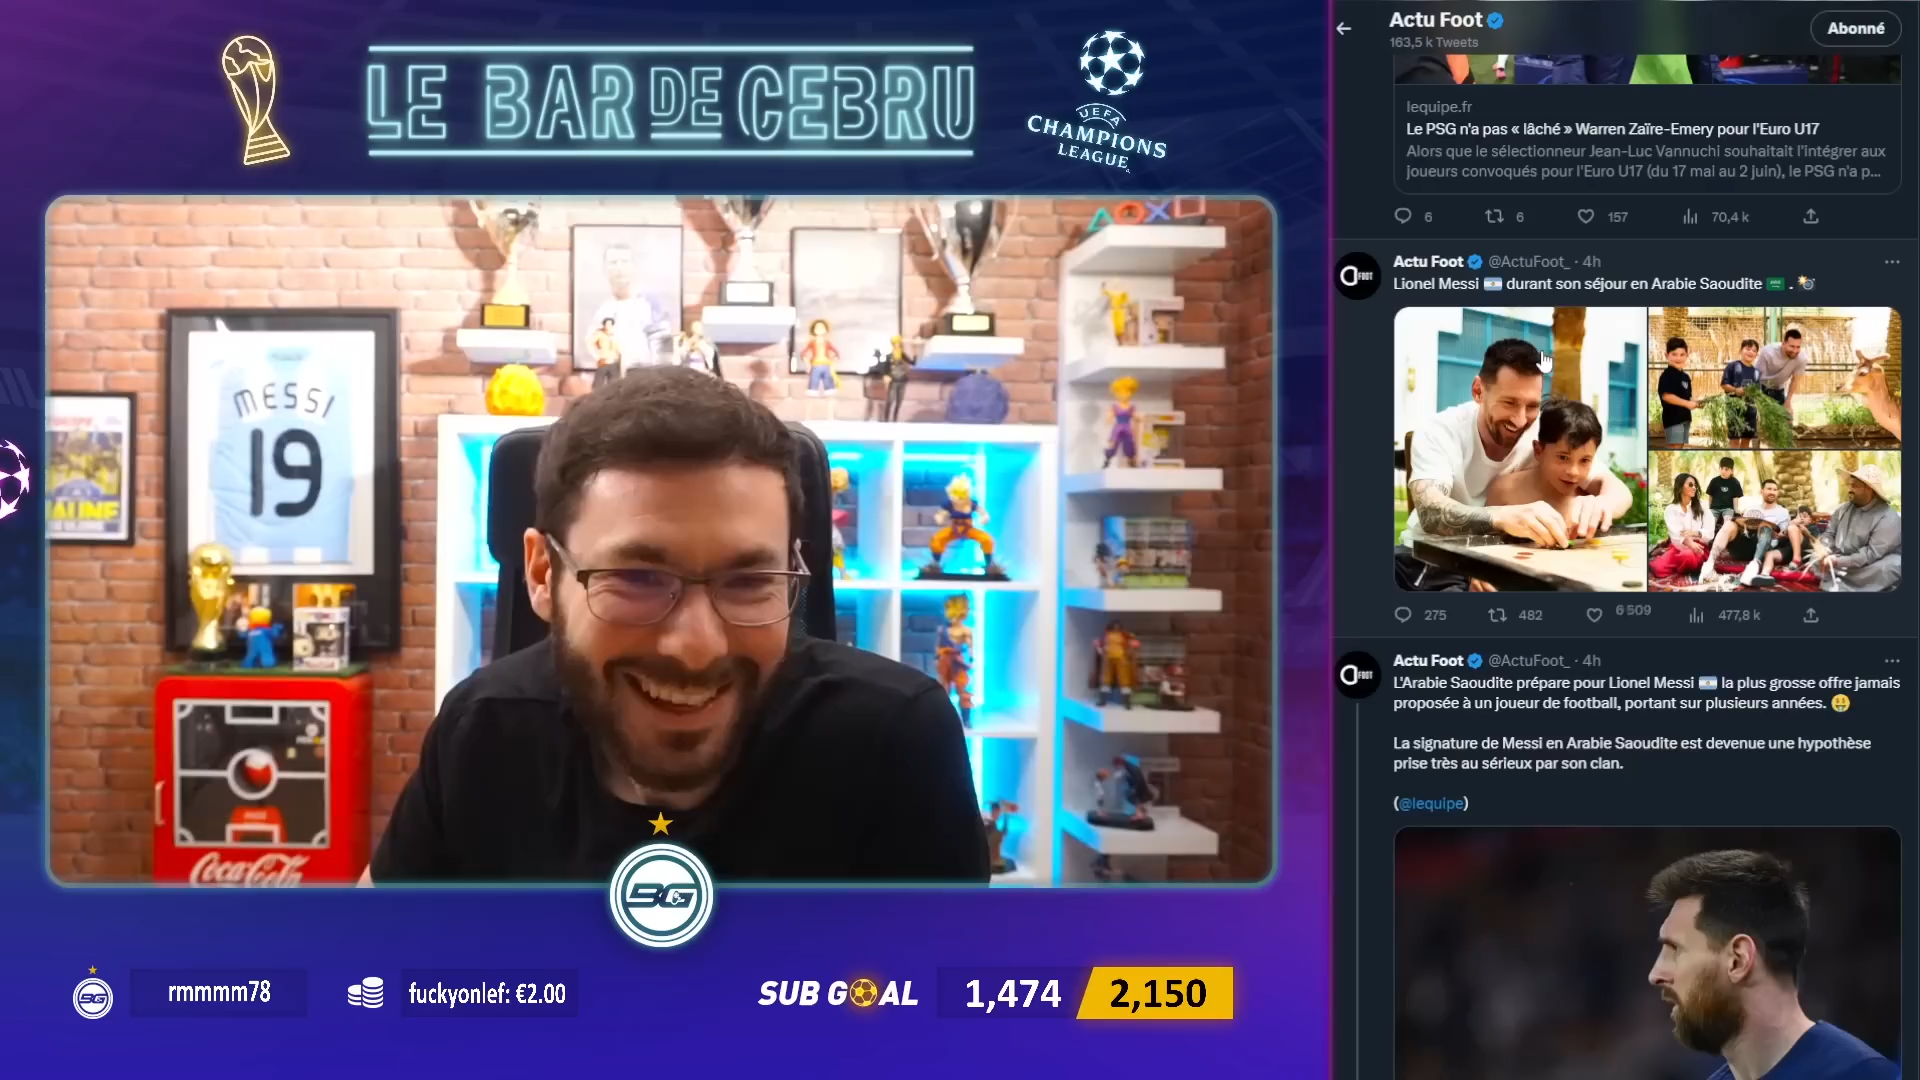 LE BAR DE CEBRU
UEFA
CHAMPIONS
LEAGUE
MESSI
19
JAUNE
Coca-Cola
BG
BG
rmmmm78
fuckyonlef: €2.00
SUB GOAL
1,474
2,150
Actu Foot
163,5 k Tweets
Abonné
lequipe.fr
Le PSG n'a pas « lâché » Warren Zaïre-Emery pour l'Euro U17
Alors que le sélectionneur Jean-Luc Vannuchi souhaitait l'intégrer aux
joueurs convoqués pour l'Euro U17 (du 17 mai au 2 juin), le PSG n'a p...
6
6
157
70,4 k
FOOT
Actu Foot @ActuFoot_ · 4h
Lionel Messi durant son séjour en Arabie Saoudite .
275
482
6 509
477,8 k
FOOT
Actu Foot @ActuFoot_ · 4h
L'Arabie Saoudite prépare pour Lionel Messi la plus grosse offre jamais
proposée à un joueur de football, portant sur plusieurs années.
La signature de Messi en Arabie Saoudite est devenue une hypothèse
prise très au sérieux par son clan.
(@lequipe)